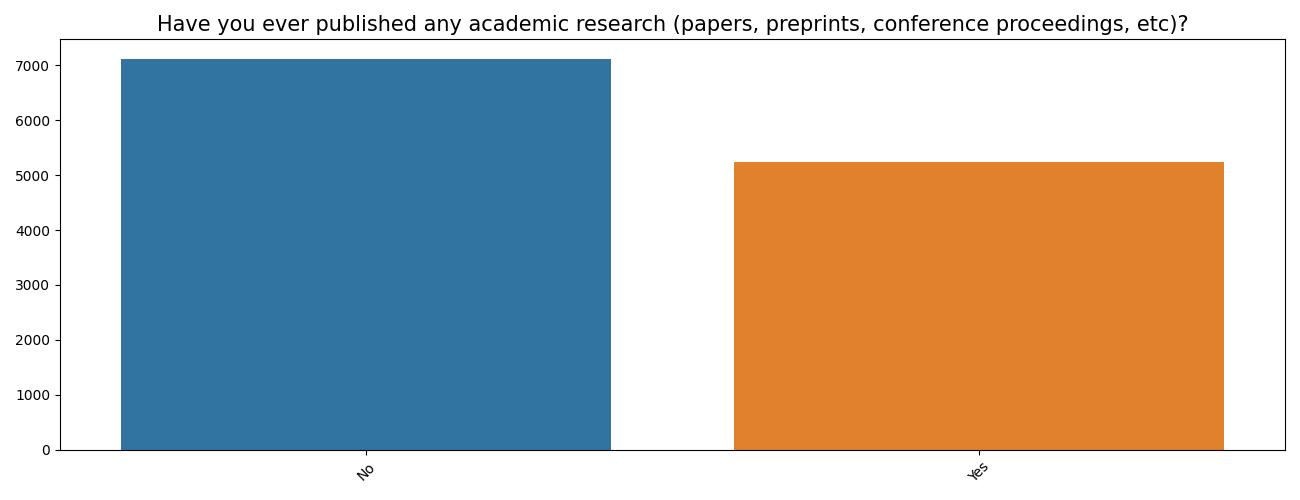 Have you ever published any academic research (papers, preprints, conference proceedings, etc)?
7000
6000
5000
4000
3000
2000
1000
0
No
Yes